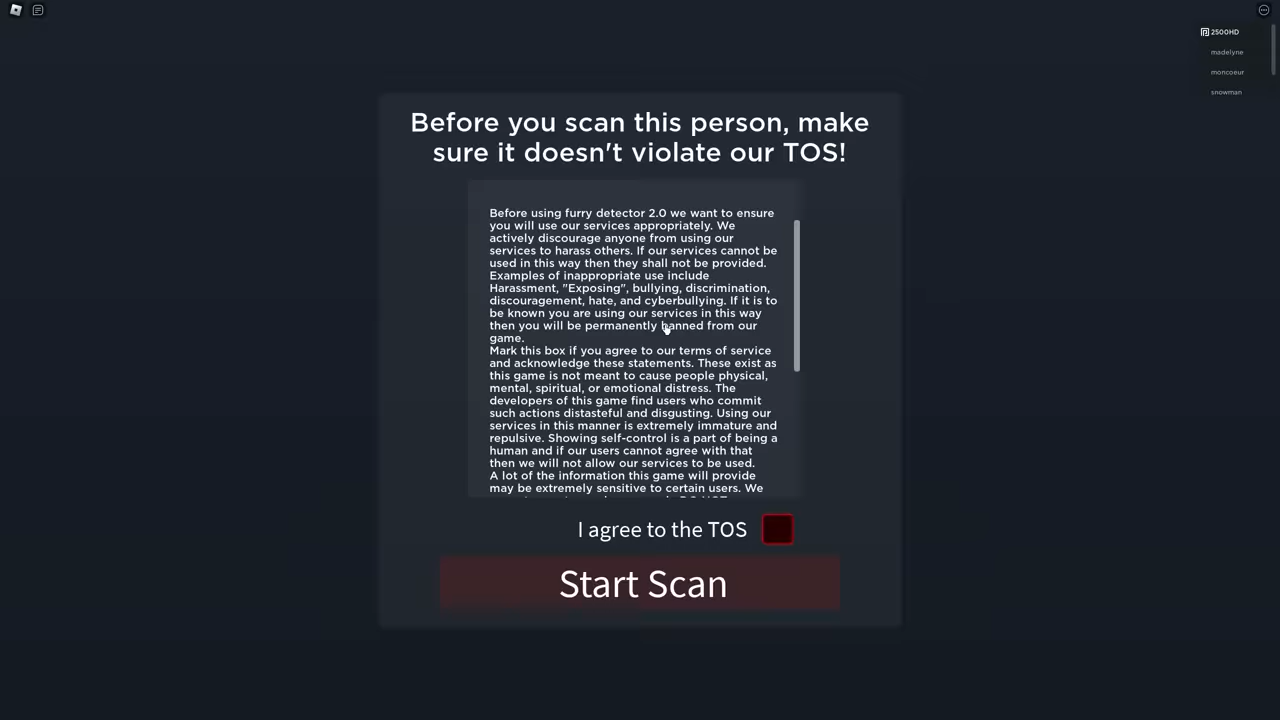 2500HD
madelyne
moncoeur
snowman
Before you scan this person, make
sure it doesn't violate our TOS!
Before using furry detector 2.0 we want to ensure
you will use our services appropriately. We
actively discourage anyone from using our
services to harass others. If our services cannot be
used in this way then they shall not be provided.
Examples of inappropriate use include
Harassment, "Exposing", bullying, discrimination,
discouragement, hate, and cyberbullying. If it is to
be known you are using our services in this way
then you will be permanently banned from our
game.
Mark this box if you agree to our terms of service
and acknowledge these statements. These exist as
this game is not meant to cause people physical,
mental, spiritual, or emotional distress. The
developers of this game find users who commit
such actions distasteful and disgusting. Using our
services in this manner is extremely immature and
repulsive. Showing self-control is a part of being a
human and if our users cannot agree with that
then we will not allow our services to be used.
A lot of the information this game will provide
may be extremely sensitive to certain users. We
I agree to the TOS
Start Scan